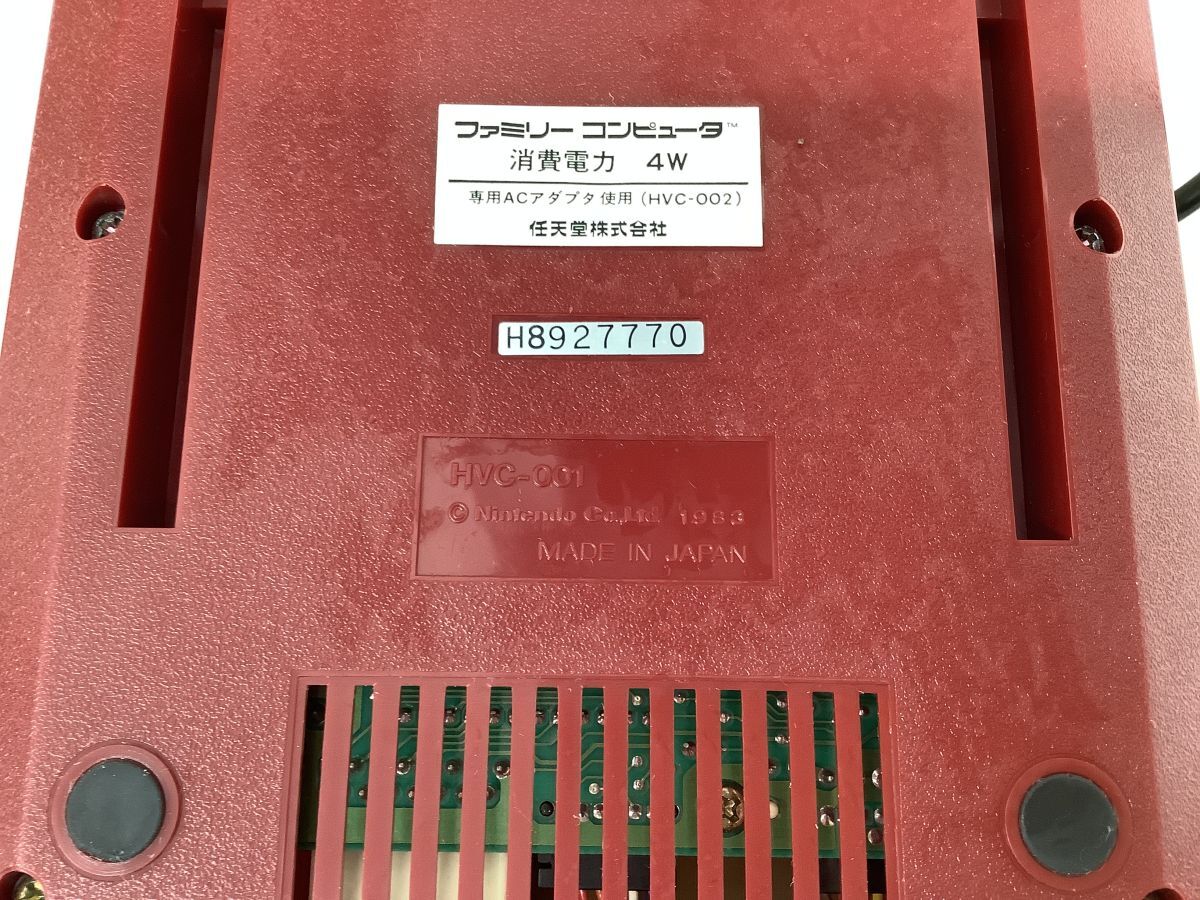 ファミリー コンピュータ™
消費電力 4W
専用ACアダプタ使用(HVC-002)
任天堂株式会社
H8927770
HVC-001
© Nintendo Co.,Ltd. 1983
MADE IN JAPAN